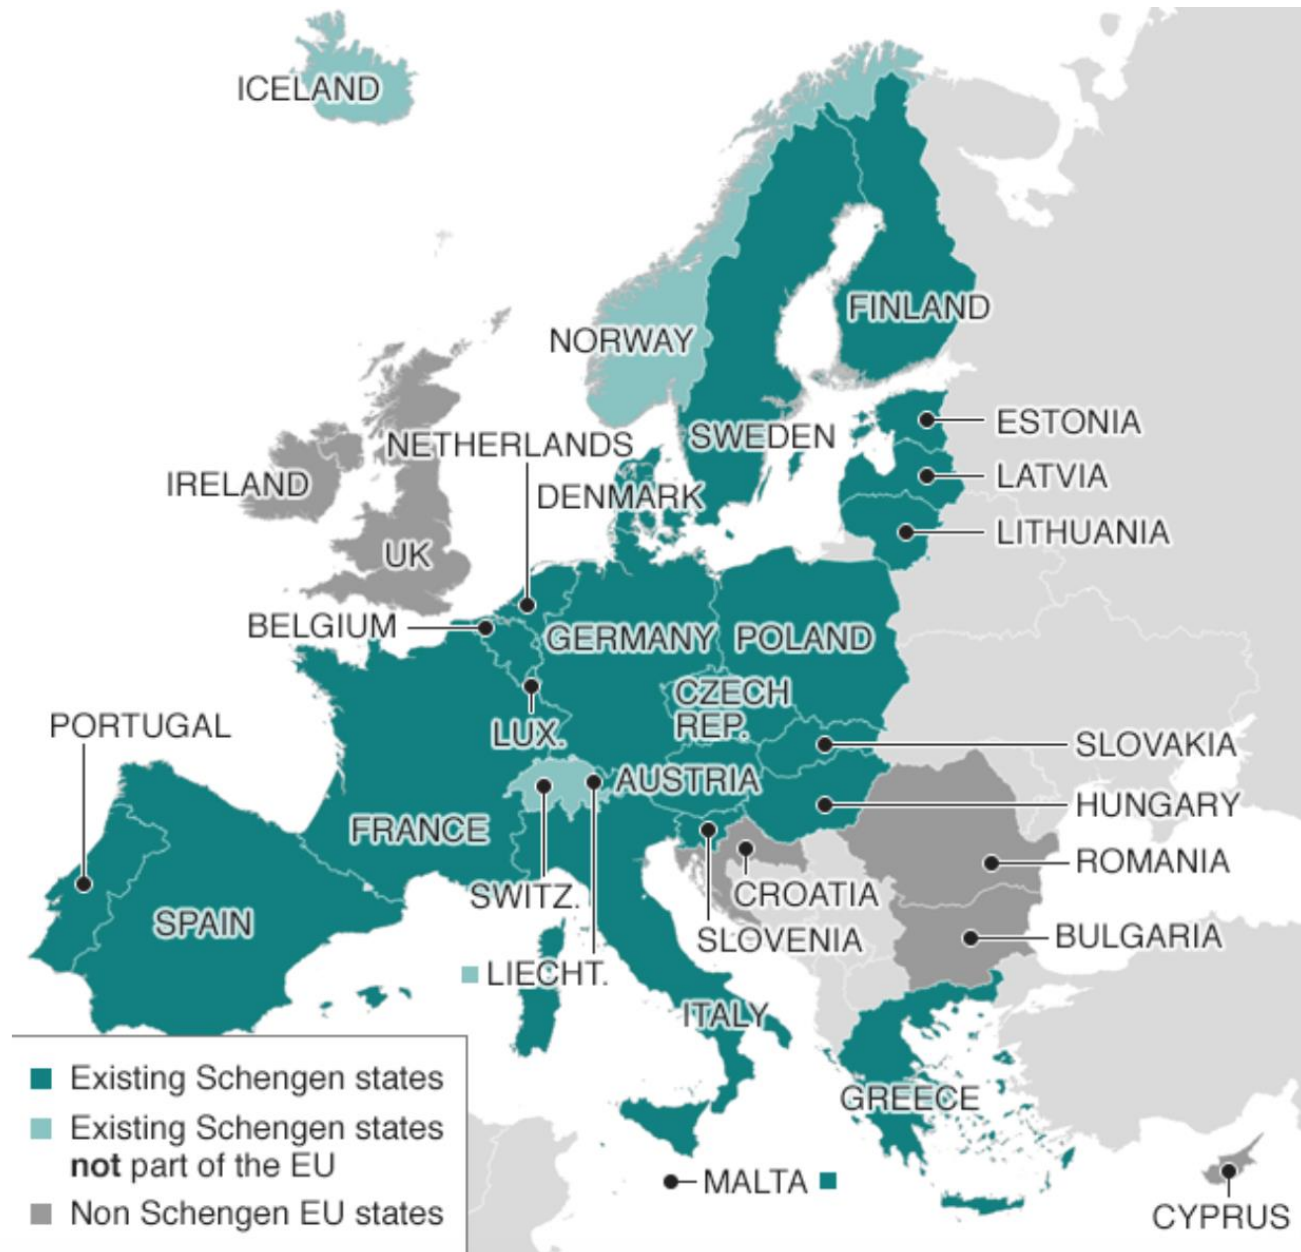 ICELAND
FINLAND
NORWAY
ESTONIA
SWEDEN
NETHERLANDS
LATVIA
IRELAND
DENMARK
LITHUANIA
UK
BELGIUM
GERMANY
POLAND
CZECH
REP.
PORTUGAL
LUX.
SLOVAKIA
AUSTRIA
HUNGARY
FRANCE
ROMANIA
SWITZ.
CROATIA
SPAIN
SLOVENIA
BULGARIA
LIECHT.
ITALY
GREECE
MALTA
CYPRUS
Existing Schengen states
Existing Schengen states
not part of the EU
Non Schengen EU states